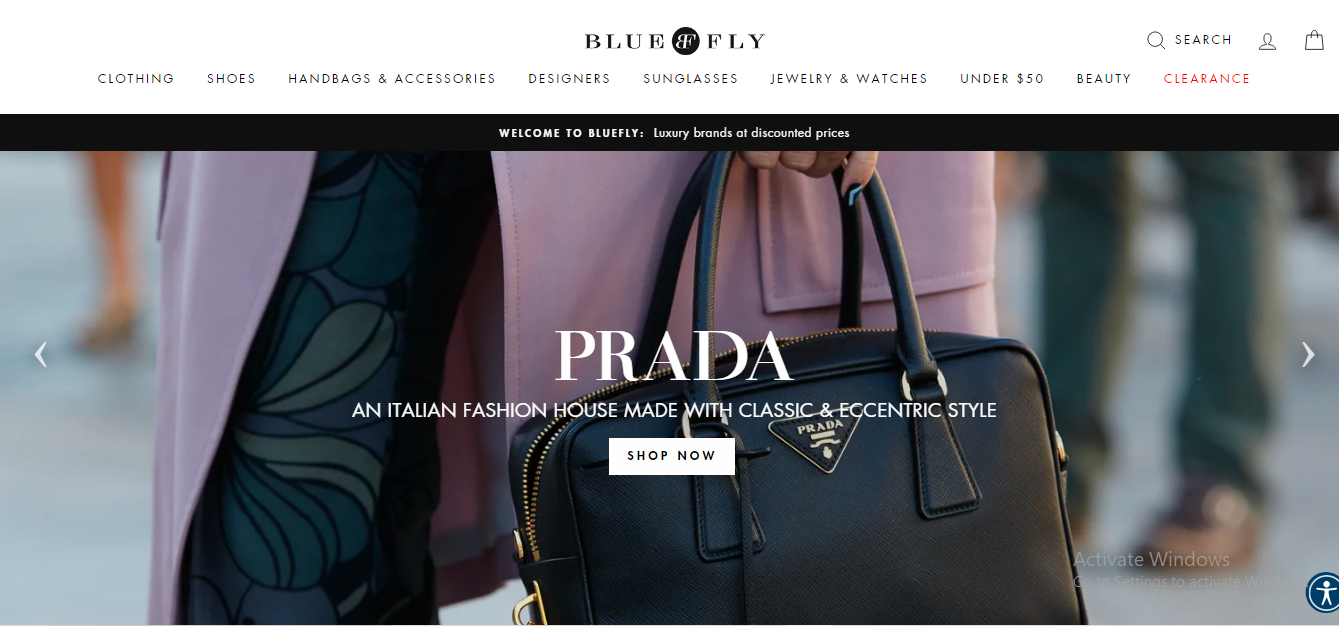 BLUE BF FLY
SEARCH
CLOTHING SHOES HANDBAGS & ACCESSORIES DESIGNERS SUNGLASSES JEWELRY & WATCHES UNDER $50 BEAUTY CLEARANCE
WELCOME TO BLUEFLY: Luxury brands at discounted prices
PRADA
AN ITALIAN FASHION HOUSE MADE WITH CLASSIC & ECCENTRIC STYLE
PRADA
SHOP NOW
Activate Windows
Go to Settings to activate Windows